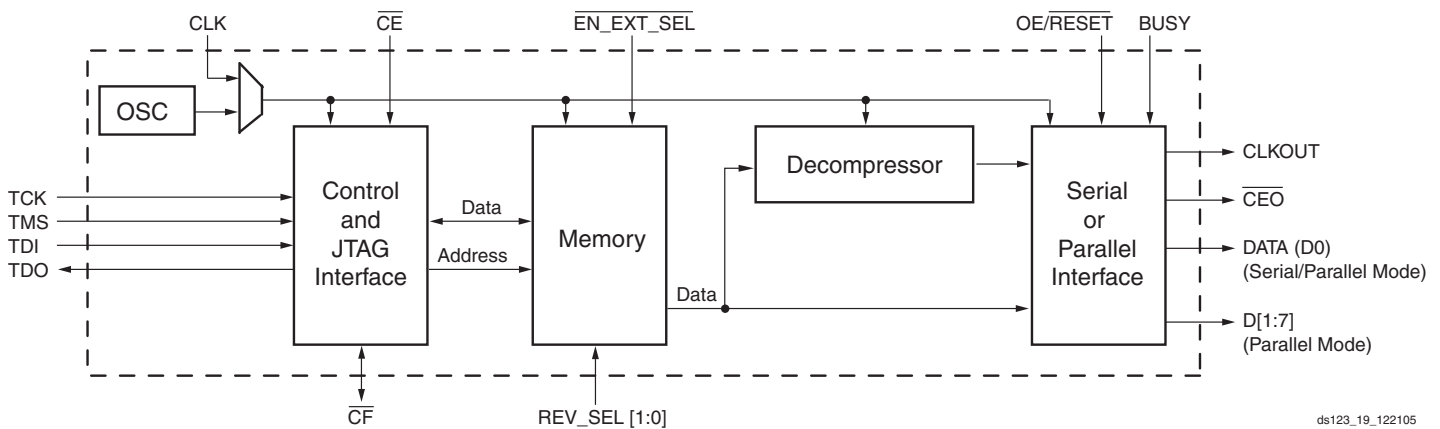 CLK
CE
EN_EXT_SEL
OE/RESET
BUSY
OSC
Control
and
JTAG
Interface
Memory
Decompressor
Serial
or
Parallel
Interface
TCK
TMS
TDI
TDO
Data
Address
Data
CLKOUT
CEO
DATA (D0)
(Serial/Parallel Mode)
D[1:7]
(Parallel Mode)
CF
REV_SEL [1:0]
ds123_19_122105